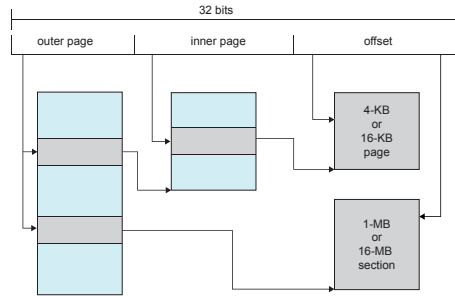 32 bits
outer page
inner page
offset
4-KB
or
16-KB
page
1-MB
or
16-MB
section